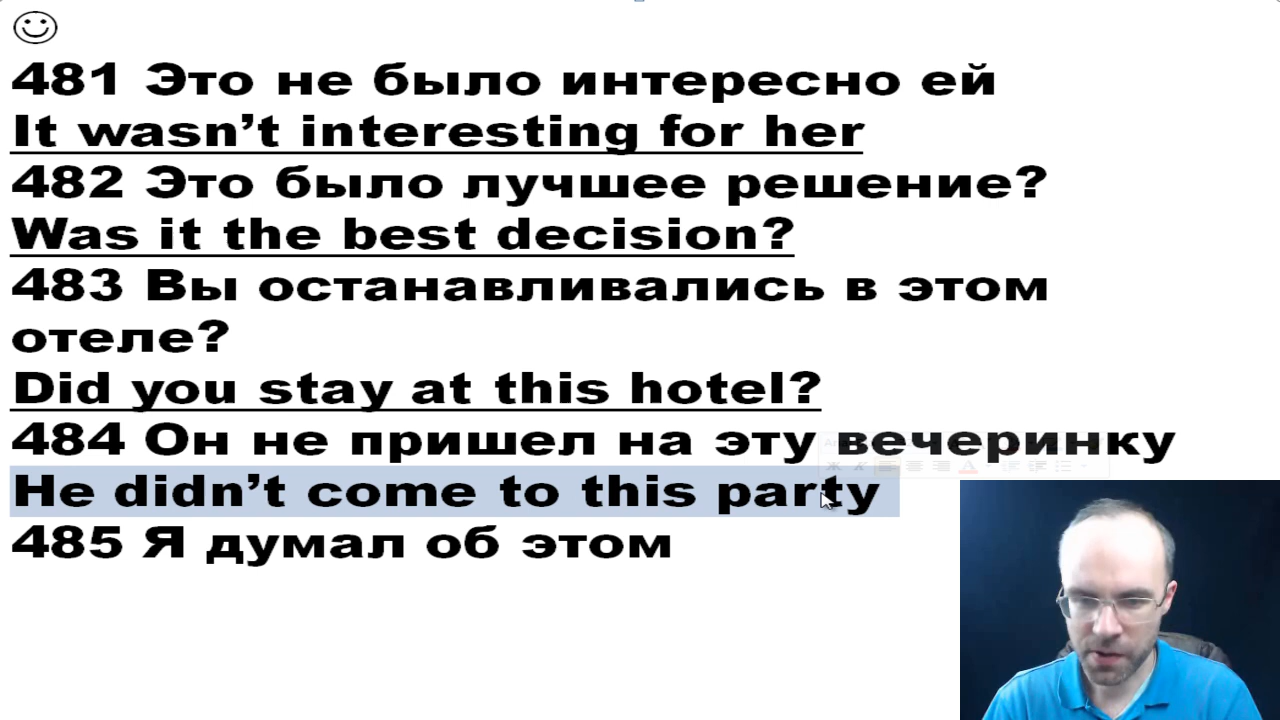 481 Это не было интересно ей
It wasn’t interesting for her
482 Это было лучшее решение?
Was it the best decision?
483 Вы останавливались в этом
отеле?
Did you stay at this hotel?
484 Он не пришел на эту вечеринку
He didn’t come to this party
485 Я думал об этом